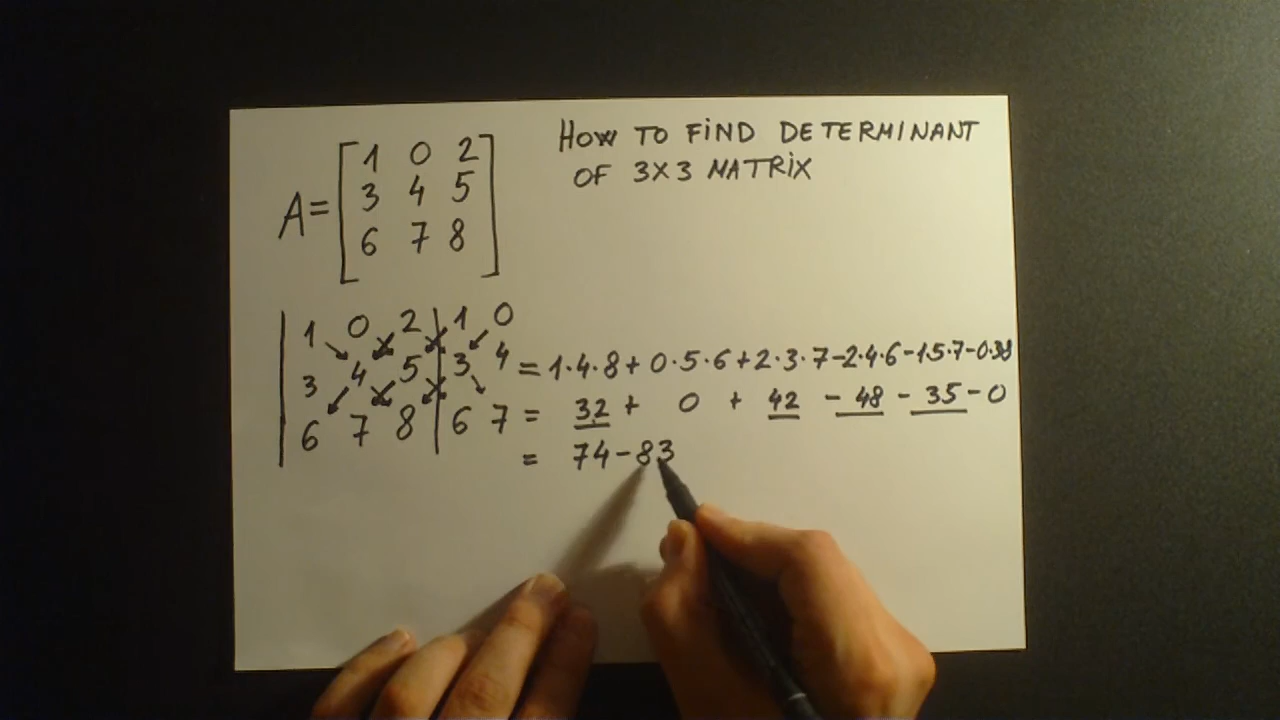 HOW TO FIND DETERMINANT
OF 3X3 MATRIX
A=
1 0 2
3 4 5
6 7 8
1 0 2 1 0
3 4 5 3 4 = 1·4·8+0·5·6+2·3·7-2·4·6-1·5·7-0·3·8
6 7 8 6 7 = 32 + 0 + 42 - 48 - 35 - 0
= 74-83